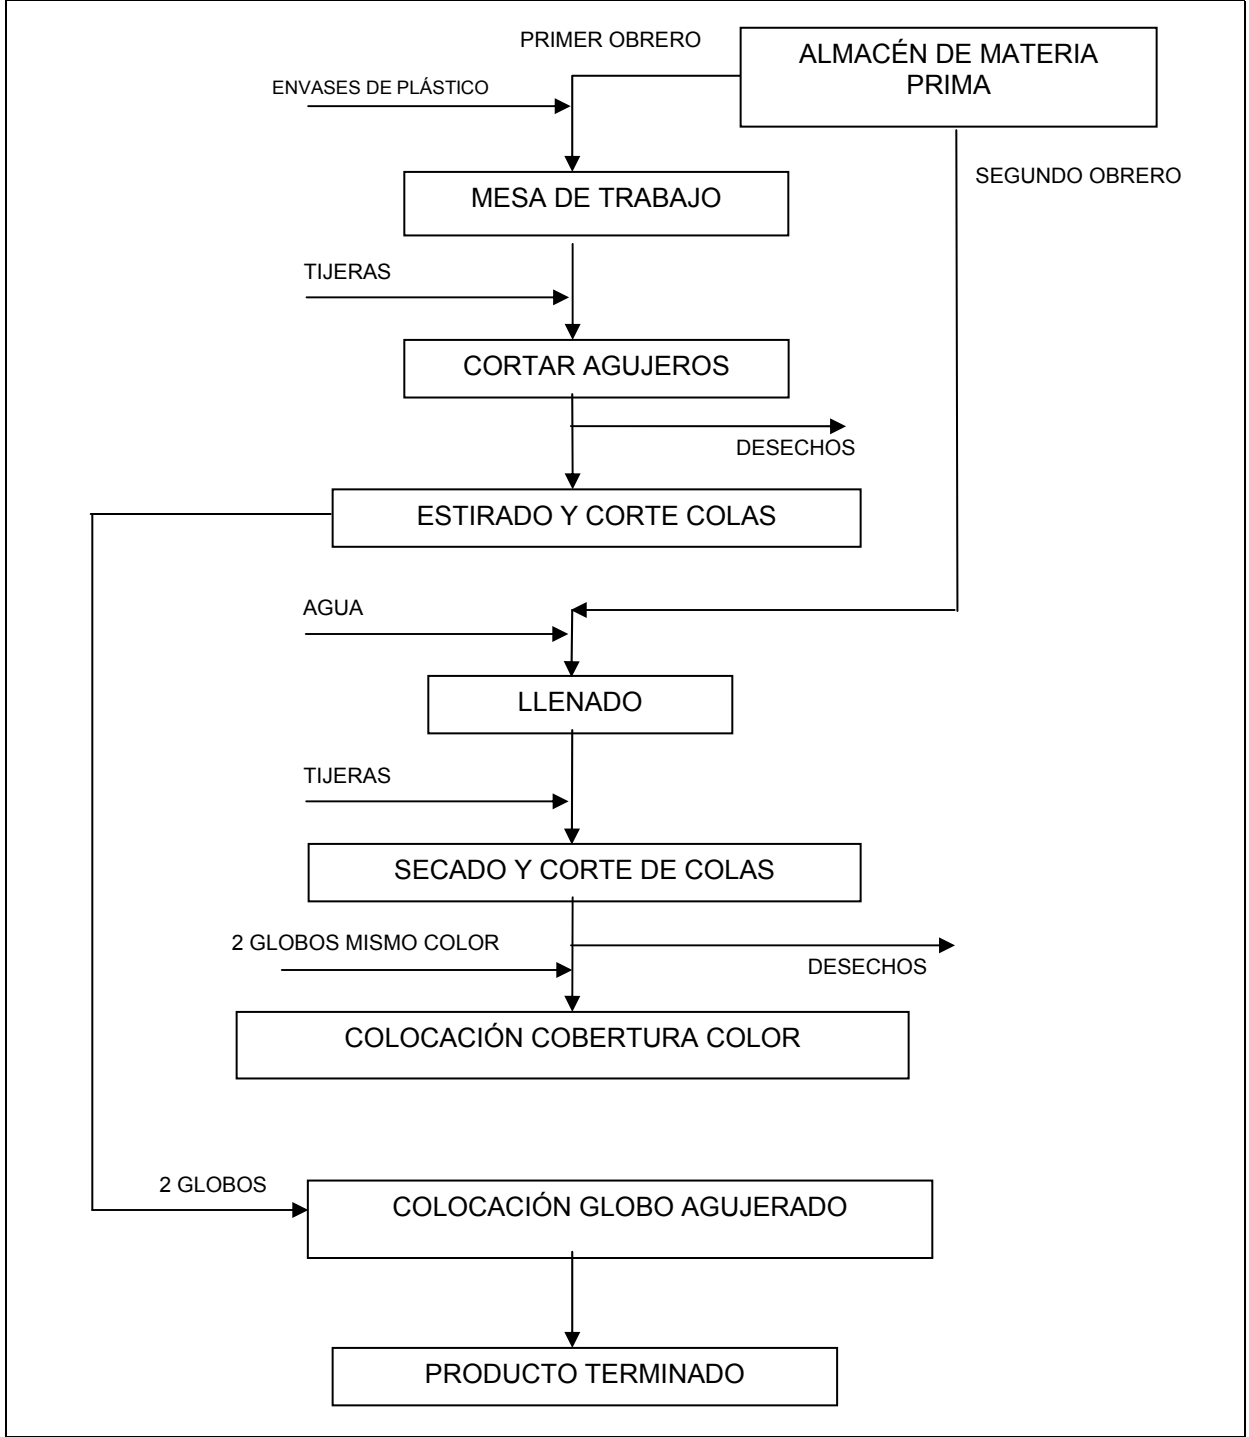 PRIMER OBRERO
ALMACÉN DE MATERIA
PRIMA
ENVASES DE PLÁSTICO
SEGUNDO OBRERO
MESA DE TRABAJO
TIJERAS
CORTAR AGUJEROS
DESECHOS
ESTIRADO Y CORTE COLAS
AGUA
LLENADO
TIJERAS
SECADO Y CORTE DE COLAS
2 GLOBOS MISMO COLOR
DESECHOS
COLOCACIÓN COBERTURA COLOR
2 GLOBOS
COLOCACIÓN GLOBO AGUJERADO
PRODUCTO TERMINADO